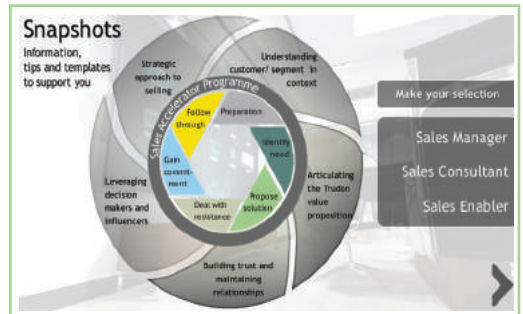 Snapshots
Information,
tips and templates
to support you
Strategic
approach to
selling
Understanding
customer/ segment in
context
Sales Accelerator Programme
Follow
through
Preparation
Identify
need
Gain
commit-
ment
Propose
solution
Deal with
resistance
Leveraging
decision
makers and
influencers
Articulating
the Trudon
value
proposition
Building trust and
maintaining
relationships
Make your selection
Sales Manager
Sales Consultant
Sales Enabler